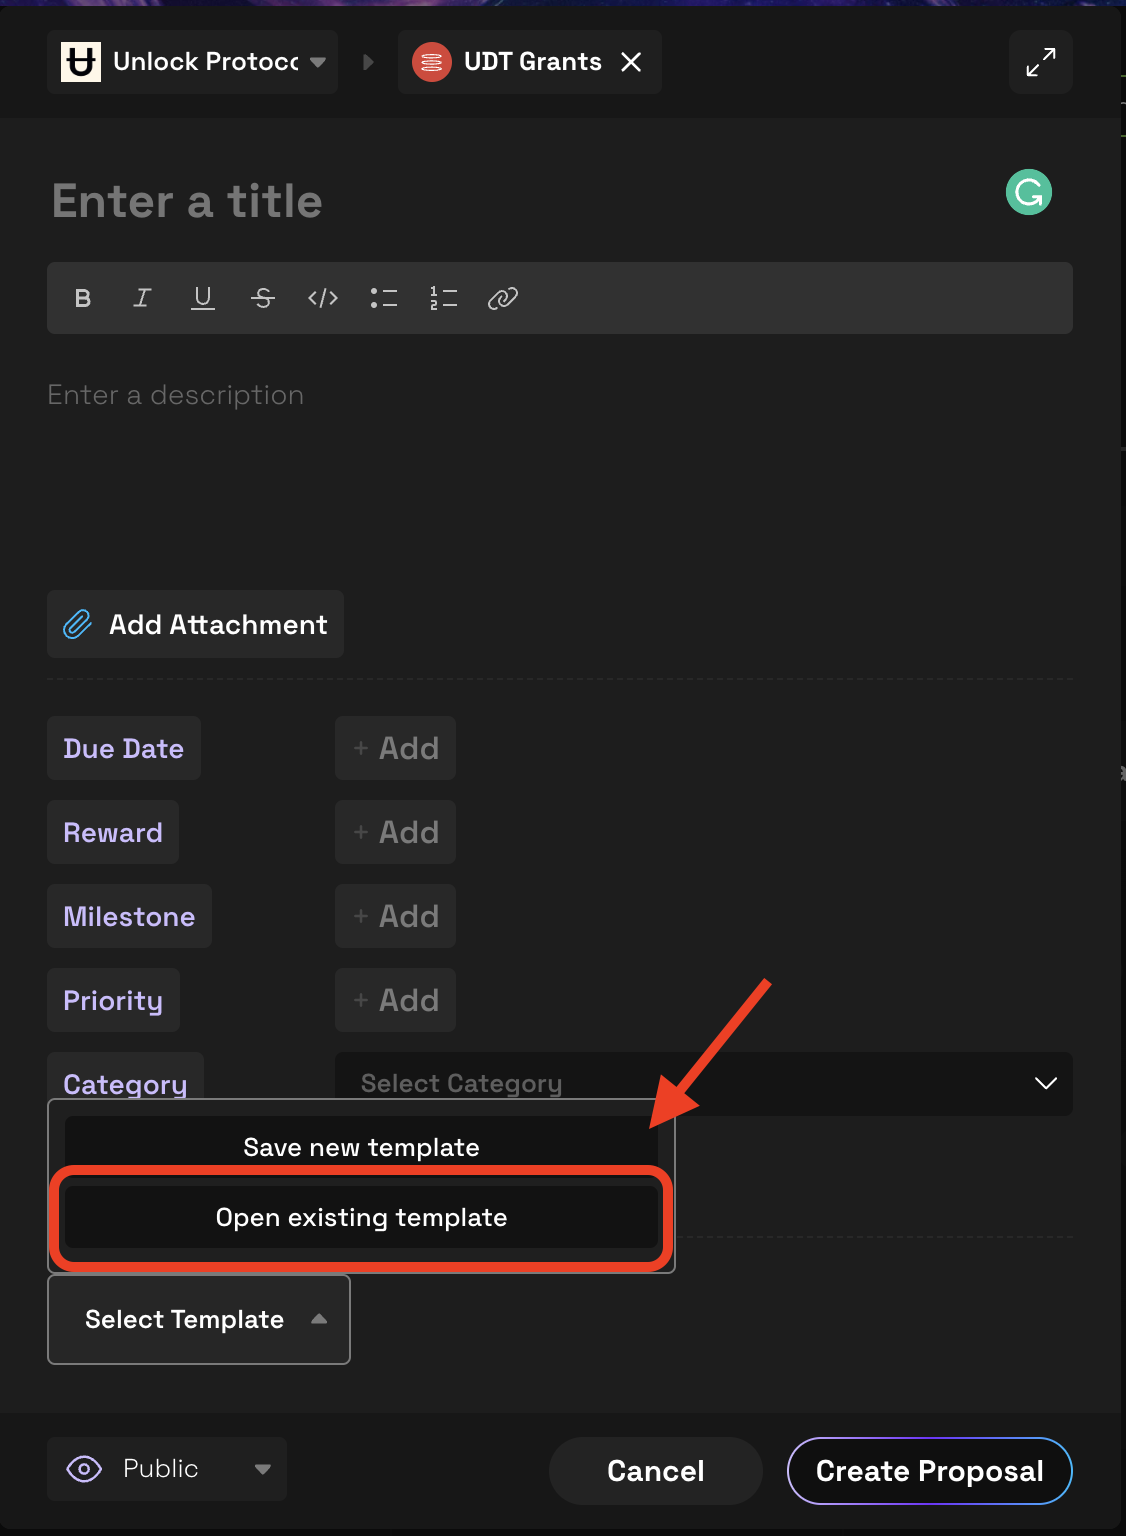 Unlock Protoco
UDT Grants
Enter a title
B I U S </>
Enter a description
Add Attachment
Due Date + Add
Reward + Add
Milestone + Add
Priority + Add
Category Select Category
Save new template
Open existing template
Select Template
Public Cancel Create Proposal